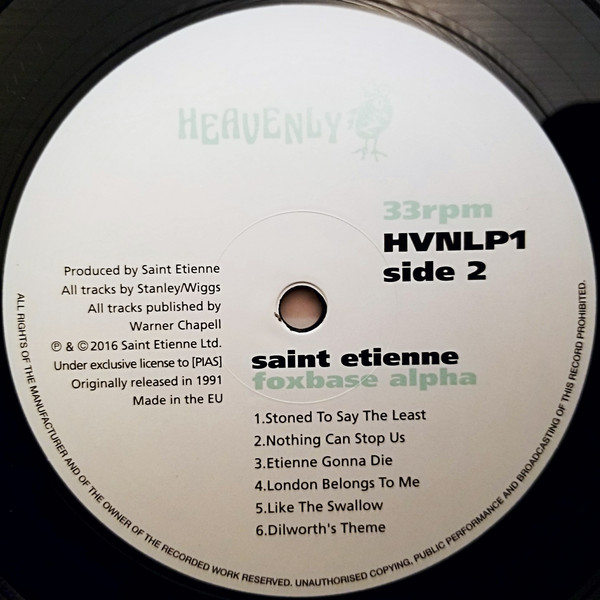 HEAVENLY
33rpm
HVNLP1
side 2
Produced by Saint Etienne
All tracks by Stanley/Wiggs
All tracks published by
Warner Chapell
℗ & © 2016 Saint Etienne Ltd.
Under exclusive license to [PIAS]
Originally released in 1991
Made in the EU
saint etienne
foxbase alpha
1.Stoned To Say The Least
2.Nothing Can Stop Us
3.Etienne Gonna Die
4.London Belongs To Me
5.Like The Swallow
6.Dilworth's Theme
ALL RIGHTS OF THE MANUFACTURER AND OF THE OWNER OF THE RECORDED WORK RESERVED. UNAUTHORISED COPYING, PUBLIC PERFORMANCE AND BROADCASTING OF THIS RECORD PROHIBITED.